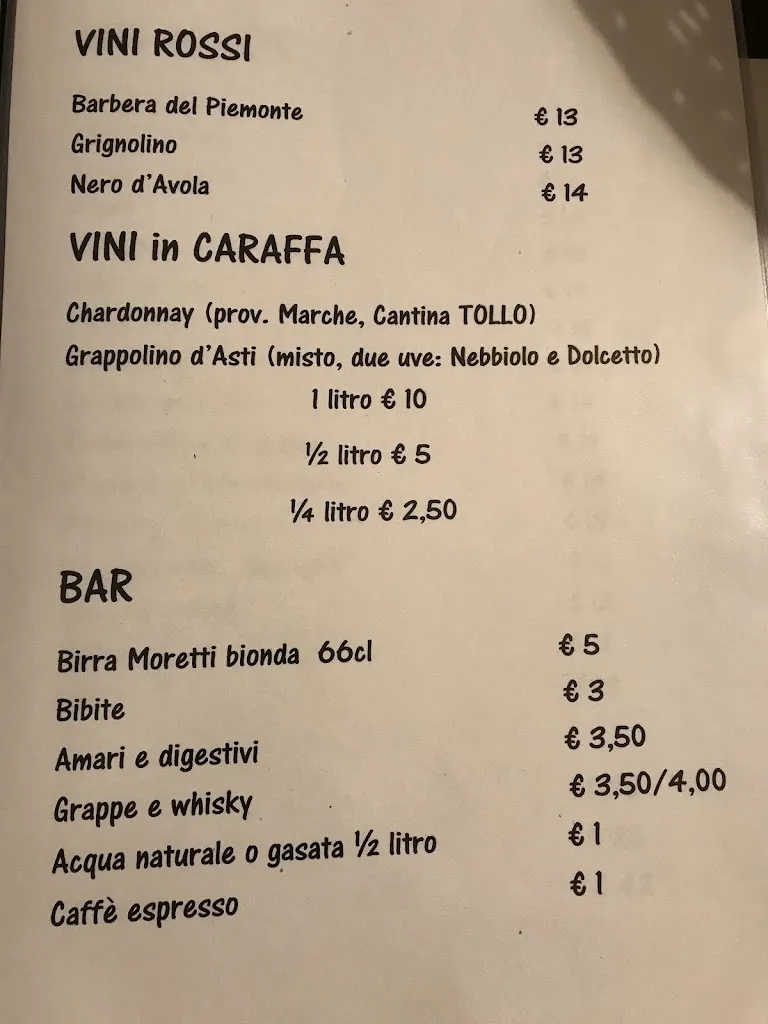 VINI ROSSI
Barbera del Piemonte € 13
Grignolino € 13
Nero d'Avola € 14
VINI in CARAFFA
Chardonnay (prov. Marche, Cantina TOLLO)
Grappolino d'Asti (misto, due uve: Nebbiolo e Dolcetto)
1 litro € 10
½ litro € 5
¼ litro € 2,50
BAR
Birra Moretti bionda 66cl € 5
Bibite € 3
Amari e digestivi € 3,50
Grappe e whisky € 3,50/4,00
Acqua naturale o gasata ½ litro € 1
Caffè espresso € 1